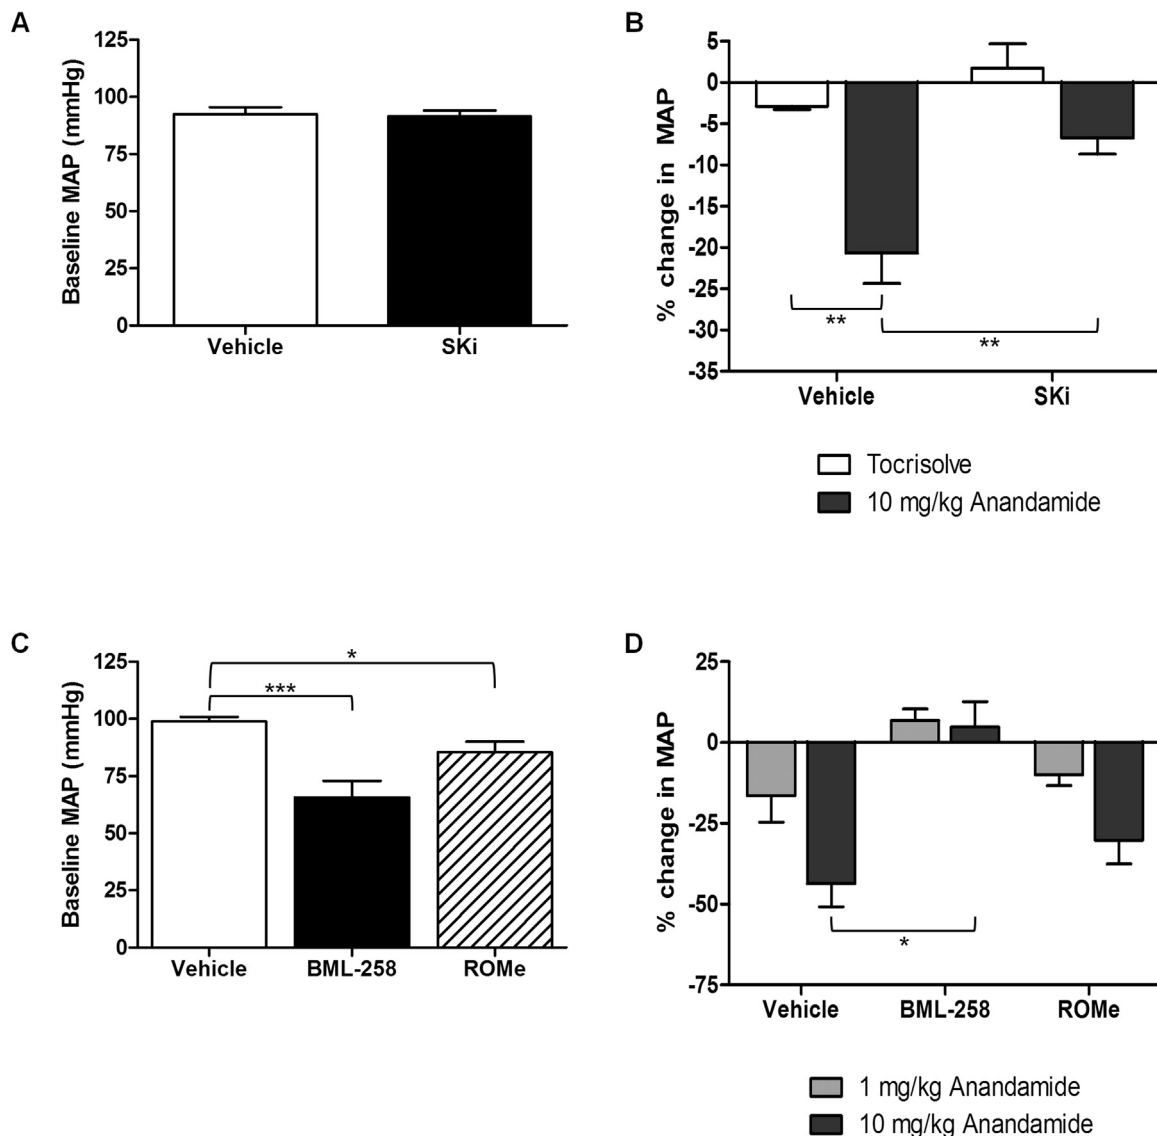 A
125
100
75
50
25
0
Baseline MAP (mmHg)
Vehicle SKi
B
5
0
-5
-10
-15
-20
-25
-30
-35
% change in MAP
**
**
Vehicle SKi
Tocrisolve
10 mg/kg Anandamide
C
125
100
75
50
25
0
Baseline MAP (mmHg)
*
***
Vehicle BML-258 ROMe
D
25
0
-25
-50
-75
% change in MAP
*
Vehicle BML-258 ROMe
1 mg/kg Anandamide
10 mg/kg Anandamide